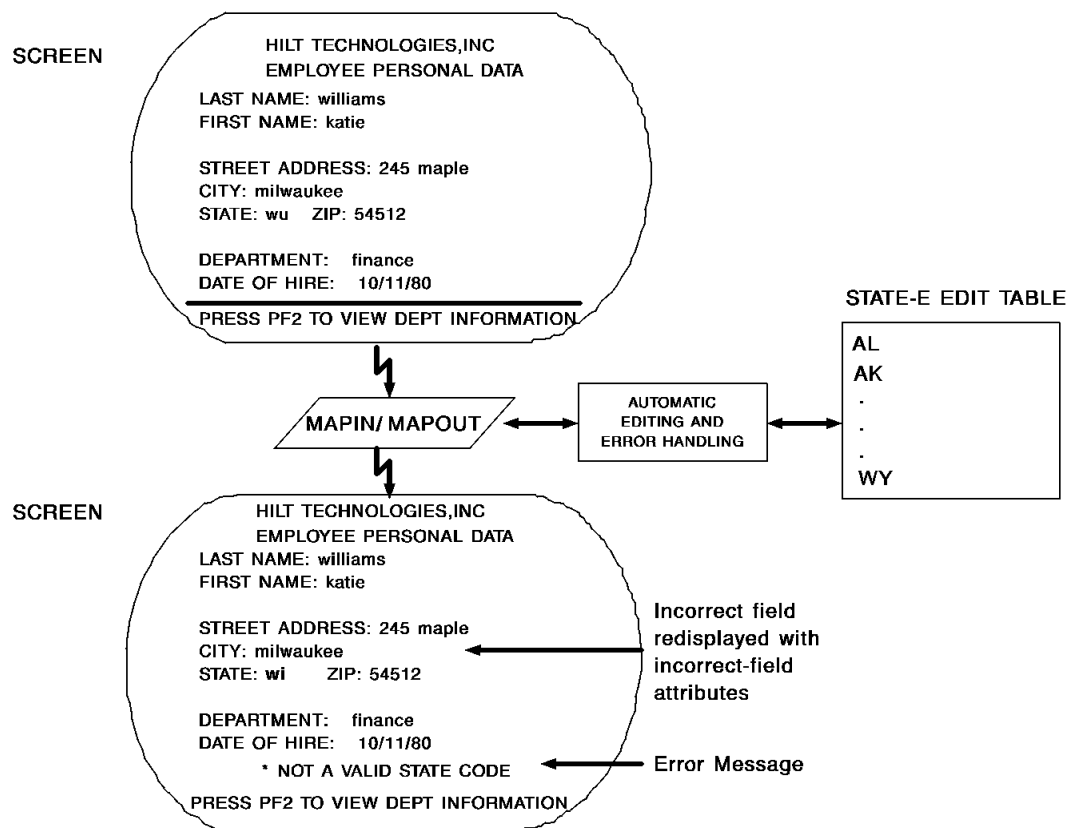 SCREEN
HILT TECHNOLOGIES,INC
EMPLOYEE PERSONAL DATA
LAST NAME: williams
FIRST NAME: katie
STREET ADDRESS: 245 maple
CITY: milwaukee
STATE: wu ZIP: 54512
DEPARTMENT: finance
DATE OF HIRE: 10/11/80
PRESS PF2 TO VIEW DEPT INFORMATION
STATE-E EDIT TABLE
AL
AK
.
.
.
WY
MAPIN/ MAPOUT
AUTOMATIC
EDITING AND
ERROR HANDLING
SCREEN
HILT TECHNOLOGIES,INC
EMPLOYEE PERSONAL DATA
LAST NAME: williams
FIRST NAME: katie
STREET ADDRESS: 245 maple
CITY: milwaukee
STATE: wi ZIP: 54512
DEPARTMENT: finance
DATE OF HIRE: 10/11/80
* NOT A VALID STATE CODE
PRESS PF2 TO VIEW DEPT INFORMATION
Incorrect field
redisplayed with
incorrect-field
attributes
Error Message